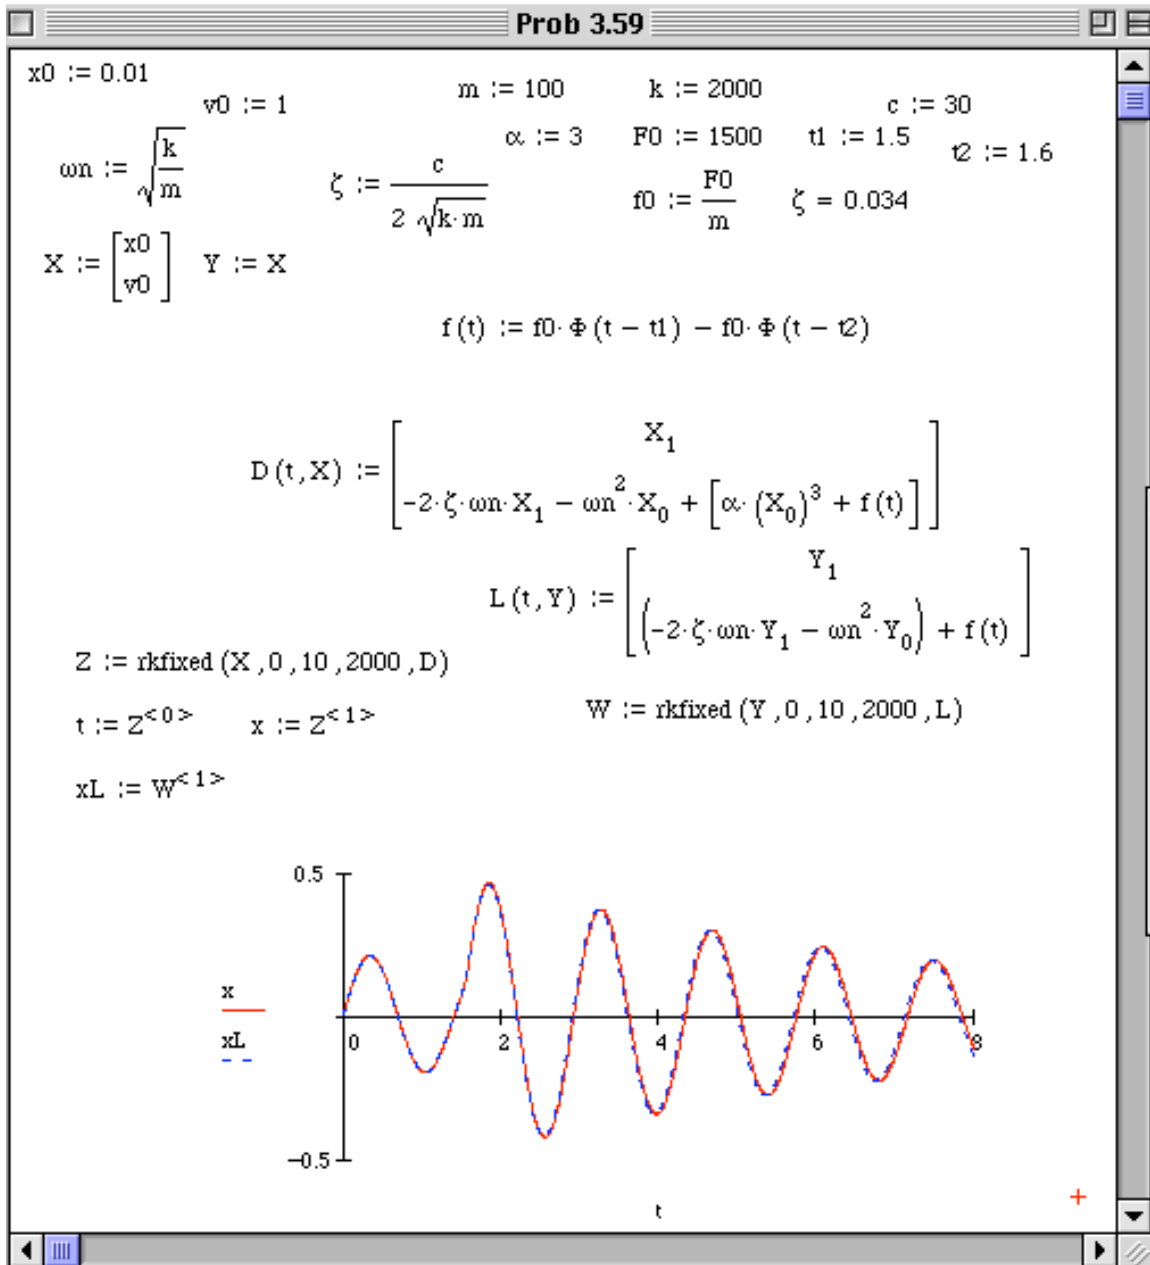 Prob 3.59
x0 := 0.01
v0 := 1
m := 100
k := 2000
c := 30
α := 3
F0 := 1500
t1 := 1.5
t2 := 1.6
ωn := √(k/m)
ζ := c/(2 √(k·m))
f0 := F0/m
ζ = 0.034
X := [x0 v0]
Y := X
f(t) := f0·Φ(t − t1) − f0·Φ(t − t2)
D(t,X) := [X₁
−2·ζ·ωn·X₁ − ωn²·X₀ + [α·(X₀)³ + f(t)]]
L(t,Y) := [Y₁
(−2·ζ·ωn·Y₁ − ωn²·Y₀) + f(t)]
Z := rkfixed(X,0,10,2000,D)
W := rkfixed(Y,0,10,2000,L)
t := Z^<0>
x := Z^<1>
xL := W^<1>
0.5
x
xL
0
2
4
6
8
−0.5
t